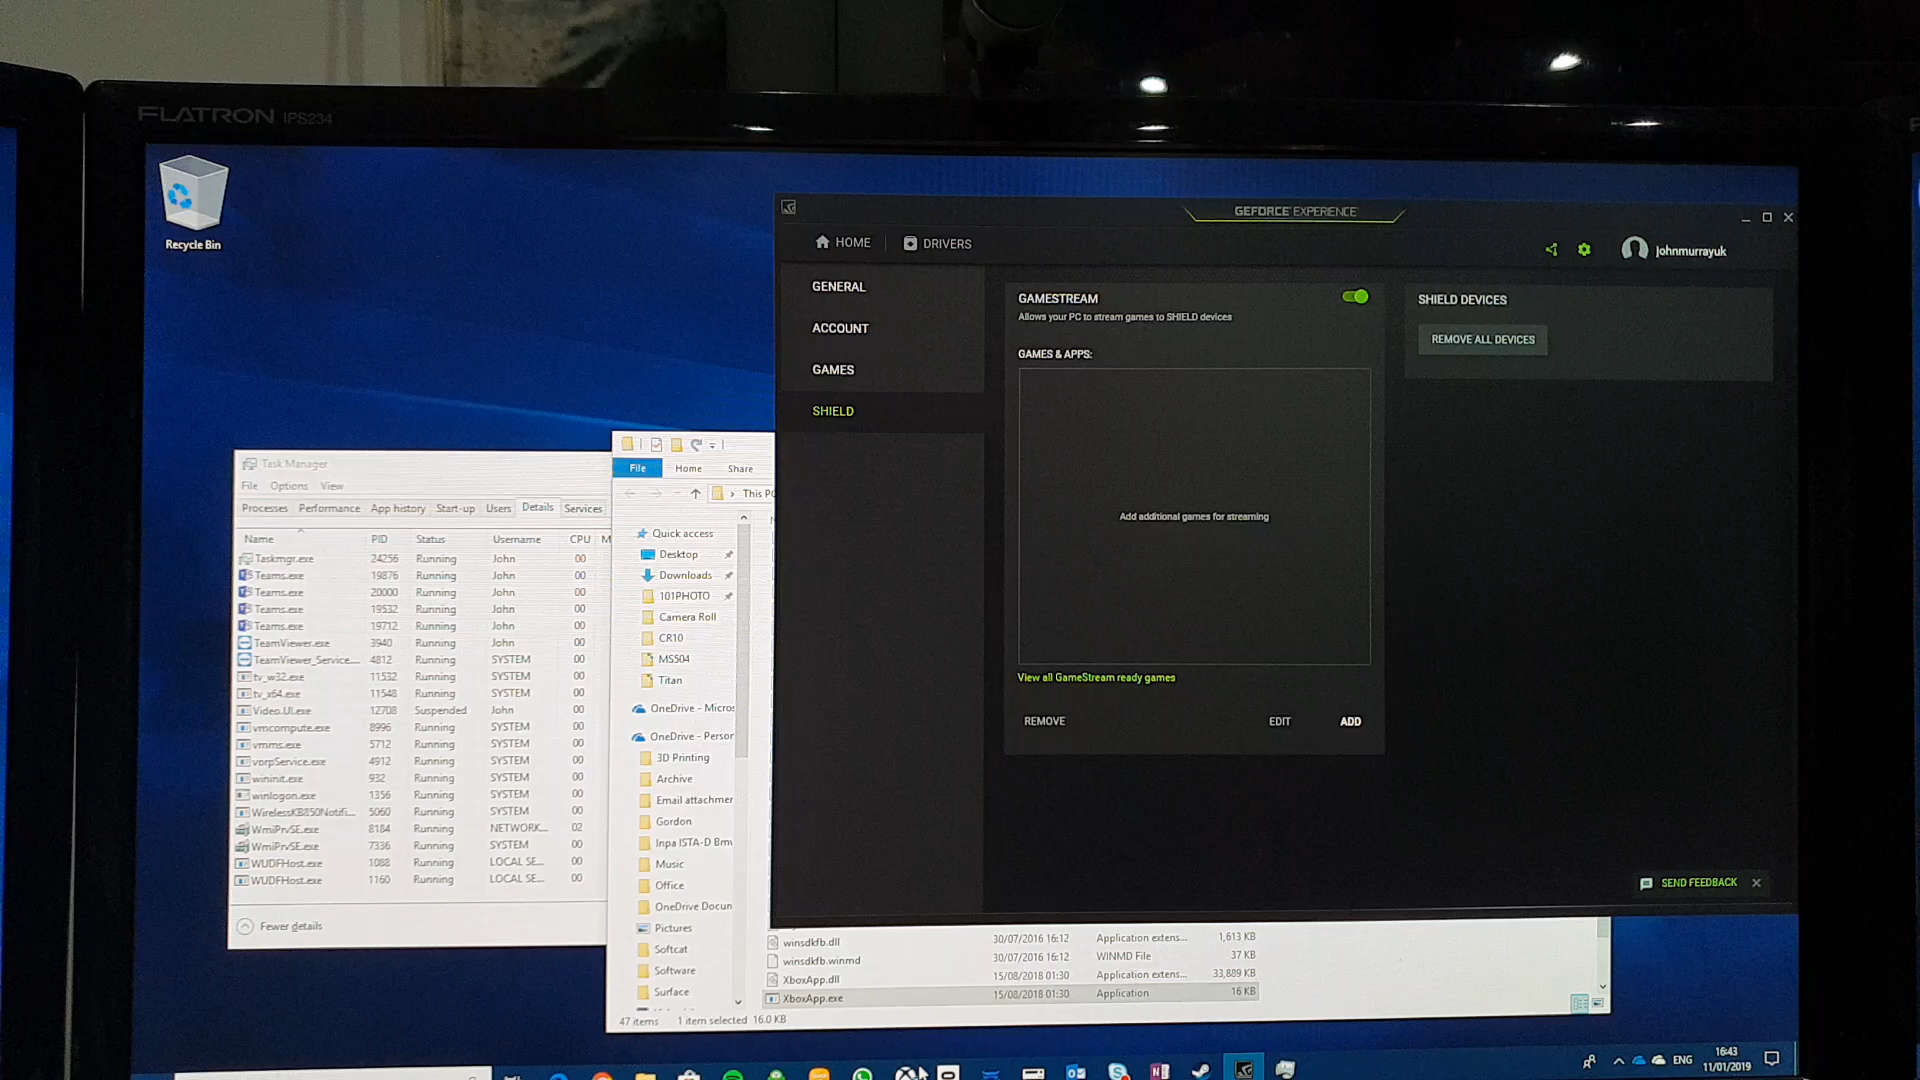 FLATRON IPS234
Recycle Bin
GEFORCE EXPERIENCE
HOME
DRIVERS
johnmurrayuk
GENERAL
ACCOUNT
GAMES
SHIELD
GAMESTREAM
Allows your PC to stream games to SHIELD devices
GAMES & APPS:
Add additional games for streaming
View all GameStream ready games
REMOVE EDIT ADD
SHIELD DEVICES
REMOVE ALL DEVICES
SEND FEEDBACK
Task Manager
File Options View
Processes Performance App history Start-up Users Details Services
Name PID Status Username CPU M
Taskmgr.exe 24256 Running John 00
Teams.exe 19876 Running John 00
Teams.exe 20000 Running John 00
Teams.exe 19532 Running John 00
Teams.exe 19712 Running John 00
TeamViewer.exe 3940 Running John 00
TeamViewer_Service.... 4812 Running SYSTEM 00
tv_w32.exe 11532 Running SYSTEM 00
tv_x64.exe 11548 Running SYSTEM 00
Video.UI.exe 12708 Suspended John 00
vmcompute.exe 8996 Running SYSTEM 00
vmms.exe 5712 Running SYSTEM 00
vorpService.exe 4912 Running SYSTEM 00
wininit.exe 932 Running SYSTEM 00
winlogon.exe 1356 Running SYSTEM 00
WirelessKB850Notifi... 5060 Running SYSTEM 00
WmiPrvSE.exe 8184 Running NETWORK... 02
WmiPrvSE.exe 7336 Running SYSTEM 00
WUDFHost.exe 1088 Running LOCAL SE... 00
WUDFHost.exe 1160 Running LOCAL SE... 00
Fewer details
File Home Share
This PC
Quick access
Desktop
Downloads
101PHOTO
Camera Roll
CR10
MS504
Titan
OneDrive - Micros
OneDrive - Person
3D Printing
Archive
Email attachmen
Gordon
Inpa ISTA-D Bmw
Music
Office
OneDrive Docun
Pictures
Softcat
Software
Surface
winsdkfb.dll 30/07/2016 16:12 Application extens... 1,613 KB
winsdkfb.winmd 30/07/2016 16:12 WINMD File 37 KB
XboxApp.dll 15/08/2018 01:30 Application extens... 33,889 KB
XboxApp.exe 15/08/2018 01:30 Application 16 KB
47 items 1 item selected 16.0 KB
ENG
16:43
11/01/2019